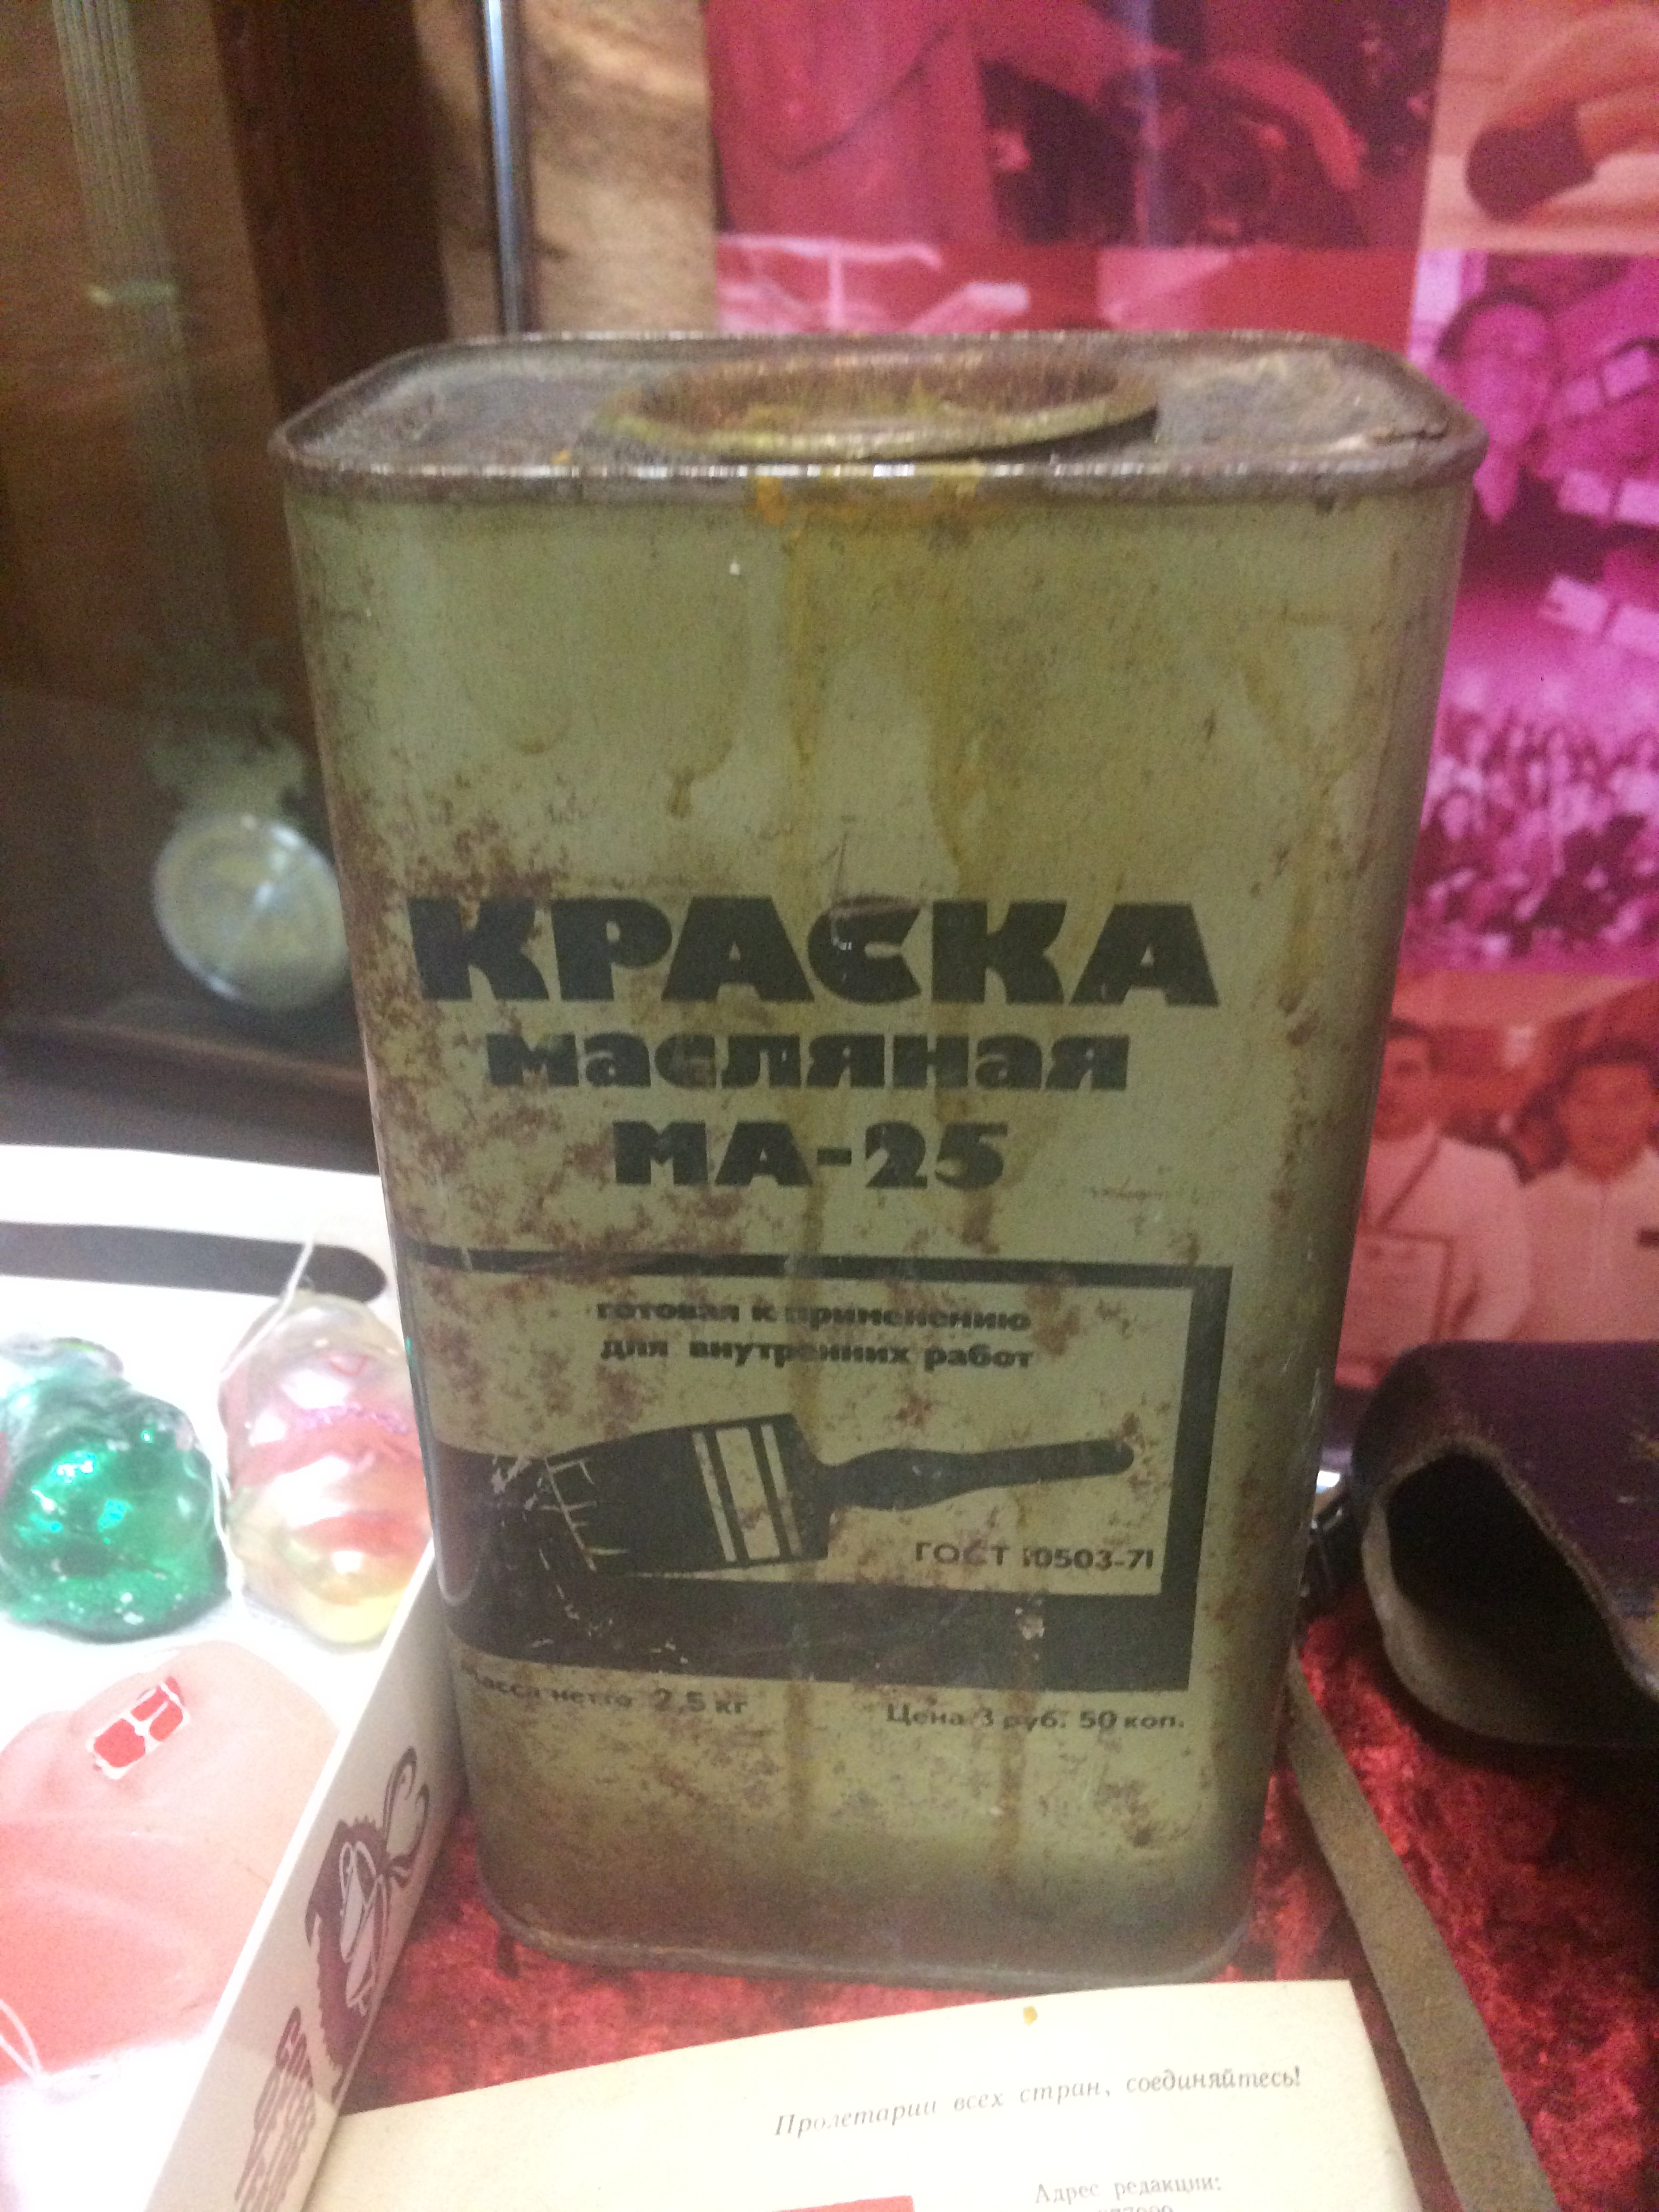 КРАСКА
масляная
МА-25
готовая к применению
для внутренних работ
ГОСТ 10503-71
Масса нетто 2,5 кг
Цена 3 руб. 50 коп.
Пролетарии всех стран, соединяйтесь!
Адрес редакции: